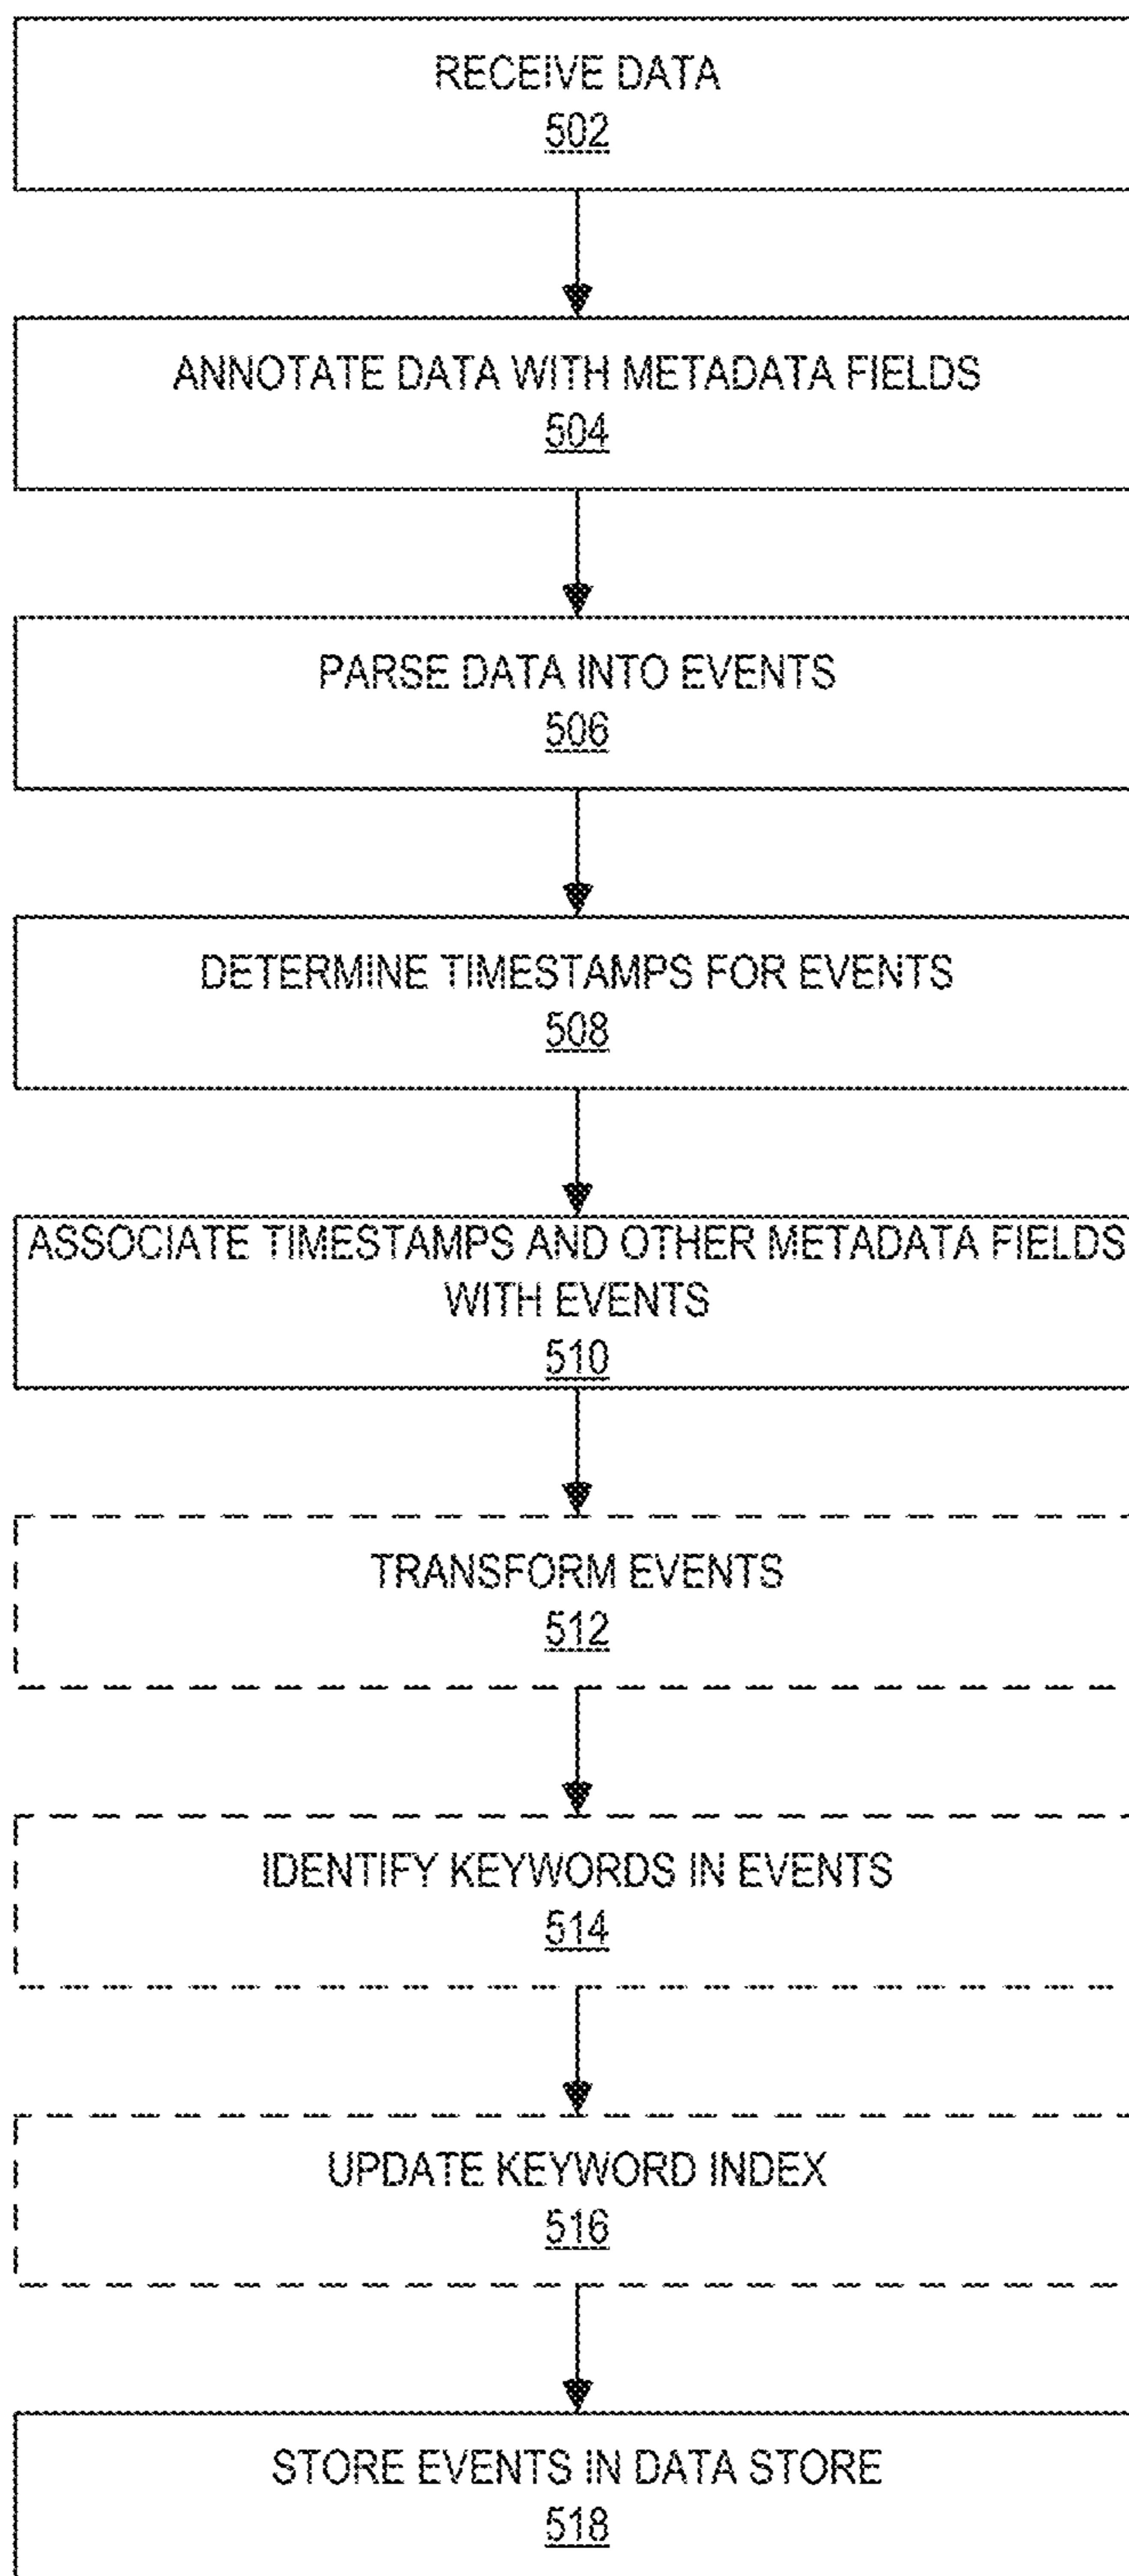 RECEIVE DATA
502
ANNOTATE DATA WITH METADATA FIELDS
504
PARSE DATA INTO EVENTS
506
DETERMINE TIMESTAMPS FOR EVENTS
508
ASSOCIATE TIMESTAMPS AND OTHER METADATA FIELDS
WITH EVENTS
510
TRANSFORM EVENTS
512
IDENTIFY KEYWORDS IN EVENTS
514
UPDATE KEYWORD INDEX
516
STORE EVENTS IN DATA STORE
518